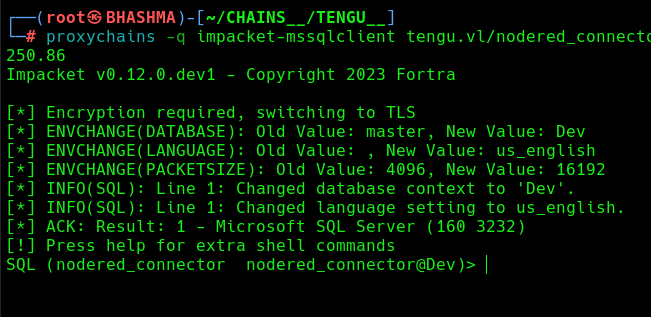 ┌──(root㉿BHASHMA)-[~/CHAINS__/TENGU__]
└─# proxychains -q impacket-mssqlclient tengu.vl/nodered_connecto
250.86
Impacket v0.12.0.dev1 - Copyright 2023 Fortra
[*] Encryption required, switching to TLS
[*] ENVCHANGE(DATABASE): Old Value: master, New Value: Dev
[*] ENVCHANGE(LANGUAGE): Old Value: , New Value: us_english
[*] ENVCHANGE(PACKETSIZE): Old Value: 4096, New Value: 16192
[*] INFO(SQL): Line 1: Changed database context to 'Dev'.
[*] INFO(SQL): Line 1: Changed language setting to us_english.
[*] ACK: Result: 1 - Microsoft SQL Server (160 3232)
[!] Press help for extra shell commands
SQL (nodered_connector  nodered_connector@Dev)>